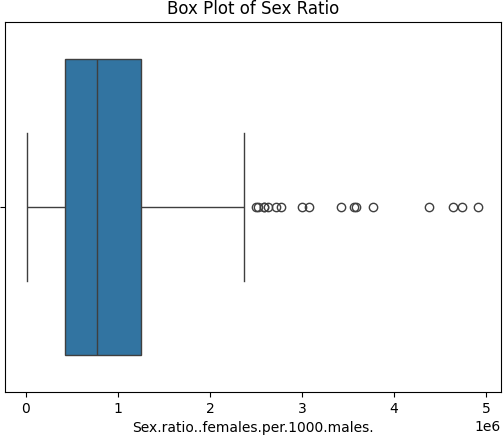 Box Plot of Sex Ratio
0 1 2 3 4 5
1e6
Sex.ratio..females.per.1000.males.